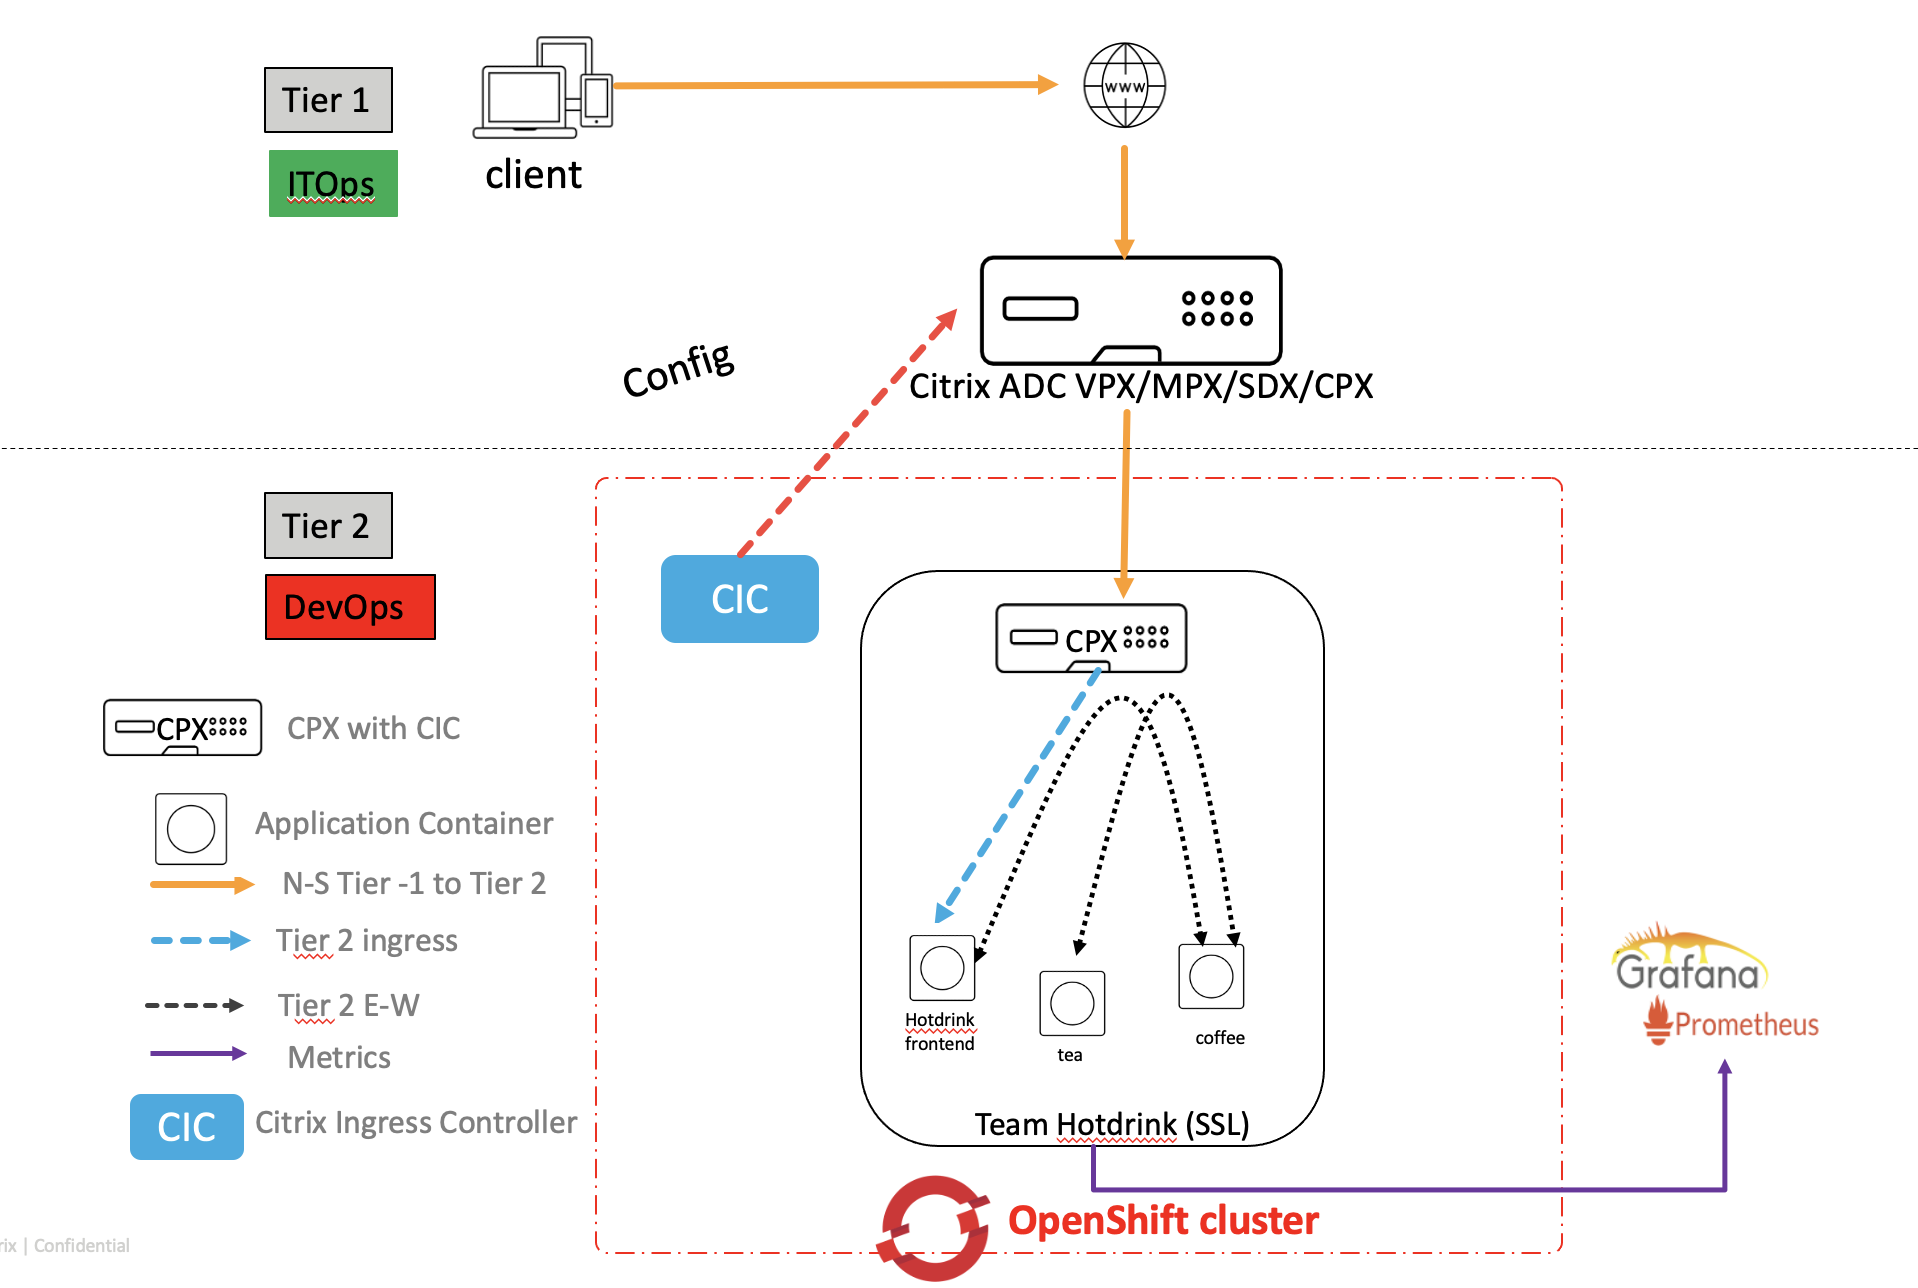 Tier 1
ITOps
client
www
Config
Citrix ADC VPX/MPX/SDX/CPX
Tier 2
DevOps
CIC
CPX
CPX
CPX with CIC
Application Container
N-S Tier -1 to Tier 2
Tier 2 ingress
Tier 2 E-W
Metrics
CIC
Citrix Ingress Controller
Hotdrink
frontend
tea
coffee
Team Hotdrink (SSL)
Grafana
Prometheus
OpenShift cluster
rix | Confidential